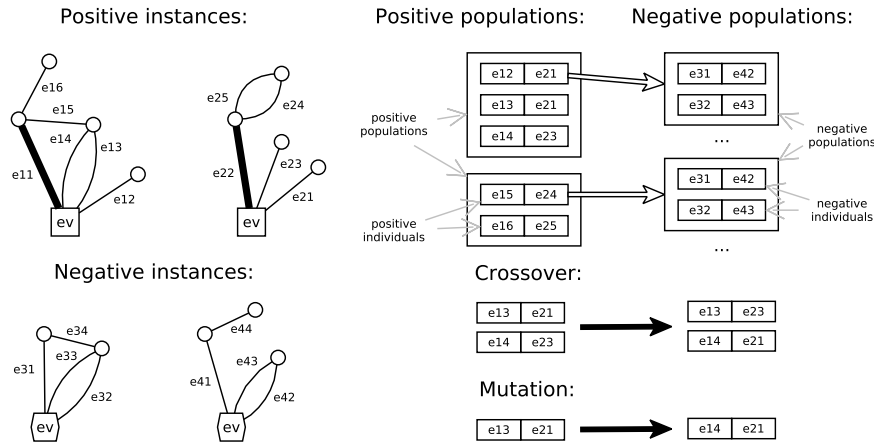 Positive instances:
e16
e15
e14
e13
e11
e12
ev
e25
e24
e22
e23
e21
ev
Negative instances:
e34
e33
e31
e32
ev
e44
e43
e41
e42
ev
Positive populations:
Negative populations:
e12 e21
e13 e21
e14 e23
e15 e24
e16 e25
positive
populations
positive
individuals
e31 e42
e32 e43
...
e31 e42
e32 e43
...
negative
populations
negative
individuals
Crossover:
e13 e21
e14 e23
e13 e23
e14 e21
Mutation:
e13 e21
e14 e21